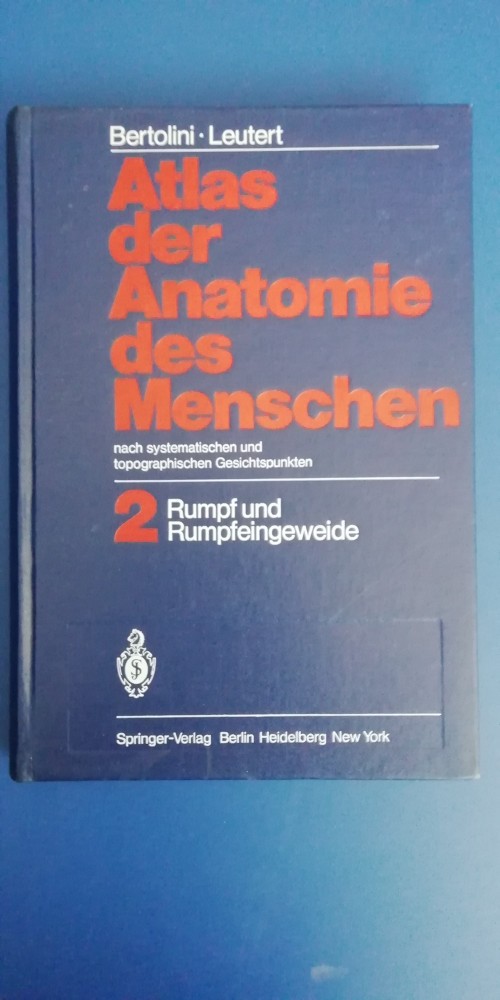 Bertolini · Leutert
Atlas
der
Anatomie
des
Menschen
nach systematischen und
topographischen Gesichtspunkten
2 Rumpf und
Rumpfeingeweide
Springer-Verlag Berlin Heidelberg New York